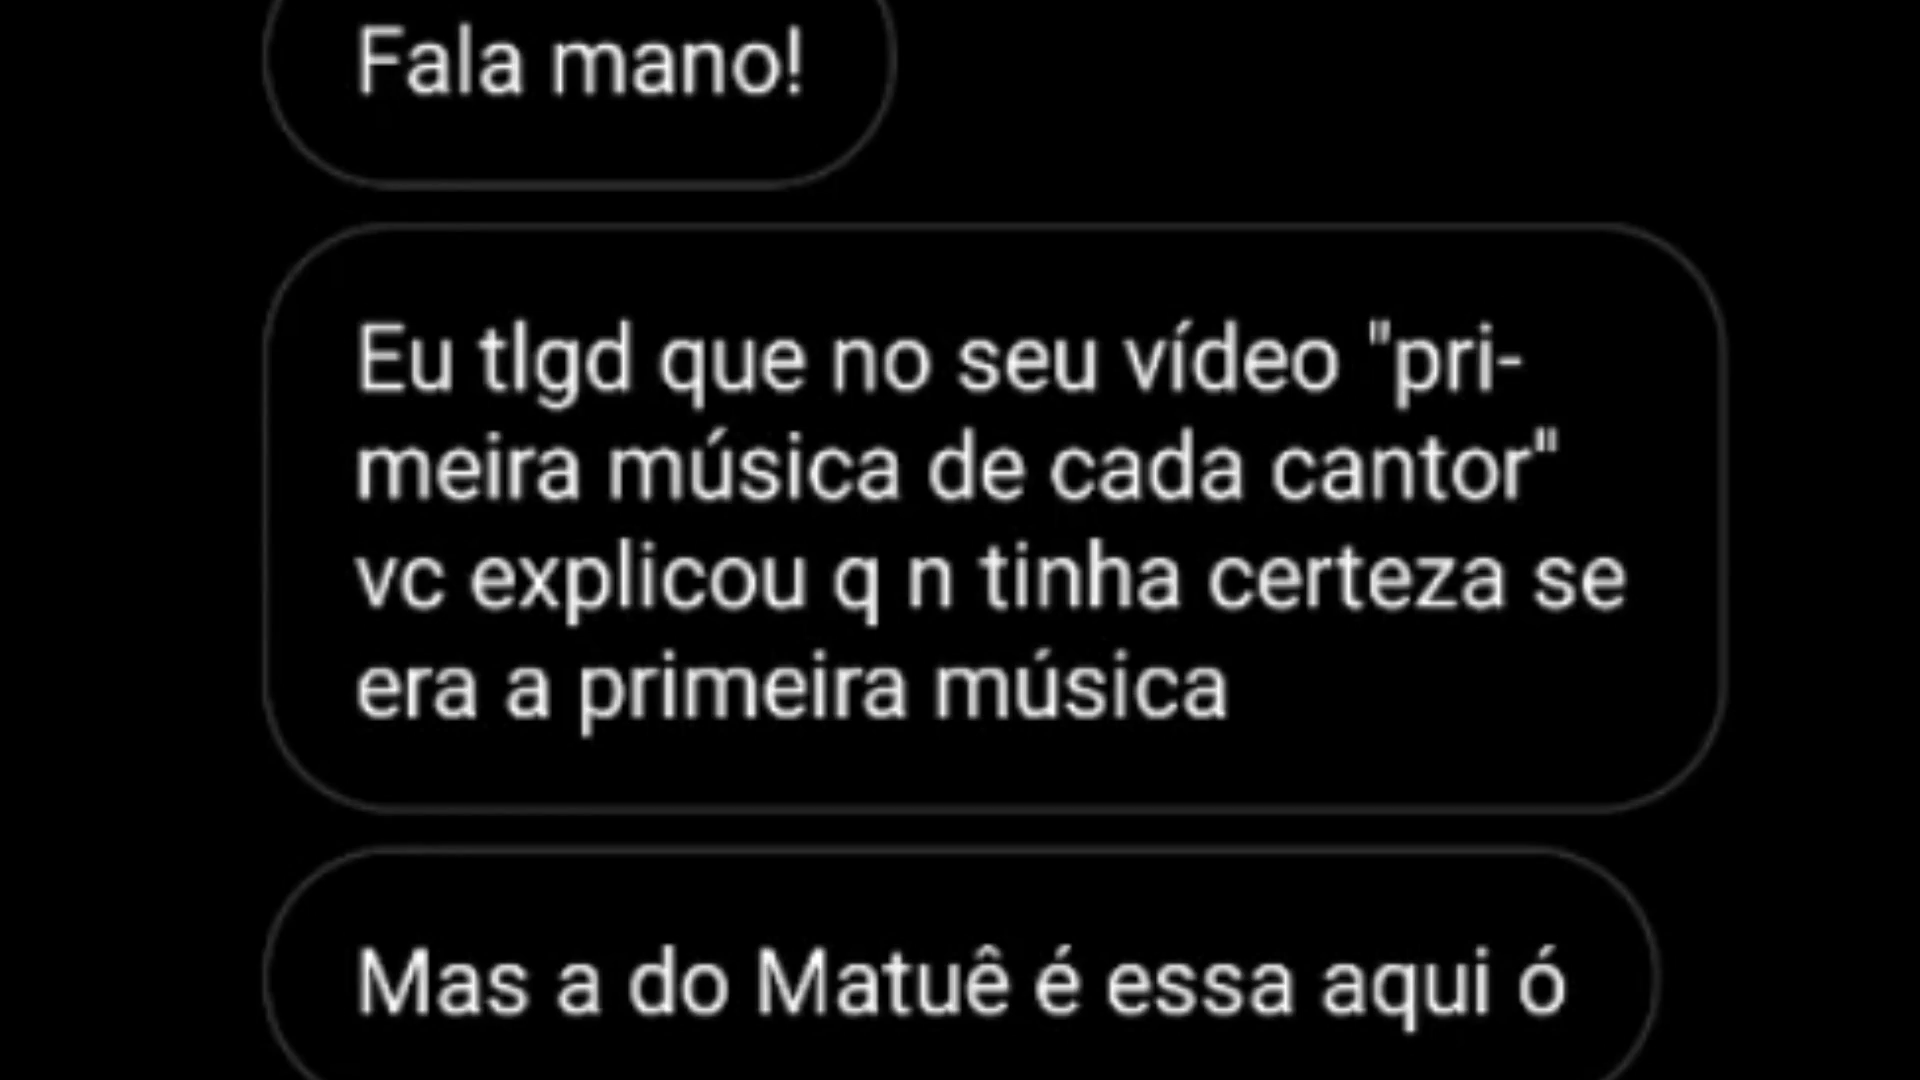 Fala mano!
Eu tlgd que no seu vídeo "pri-
meira música de cada cantor"
vc explicou q n tinha certeza se
era a primeira música
Mas a do Matuê é essa aqui ó